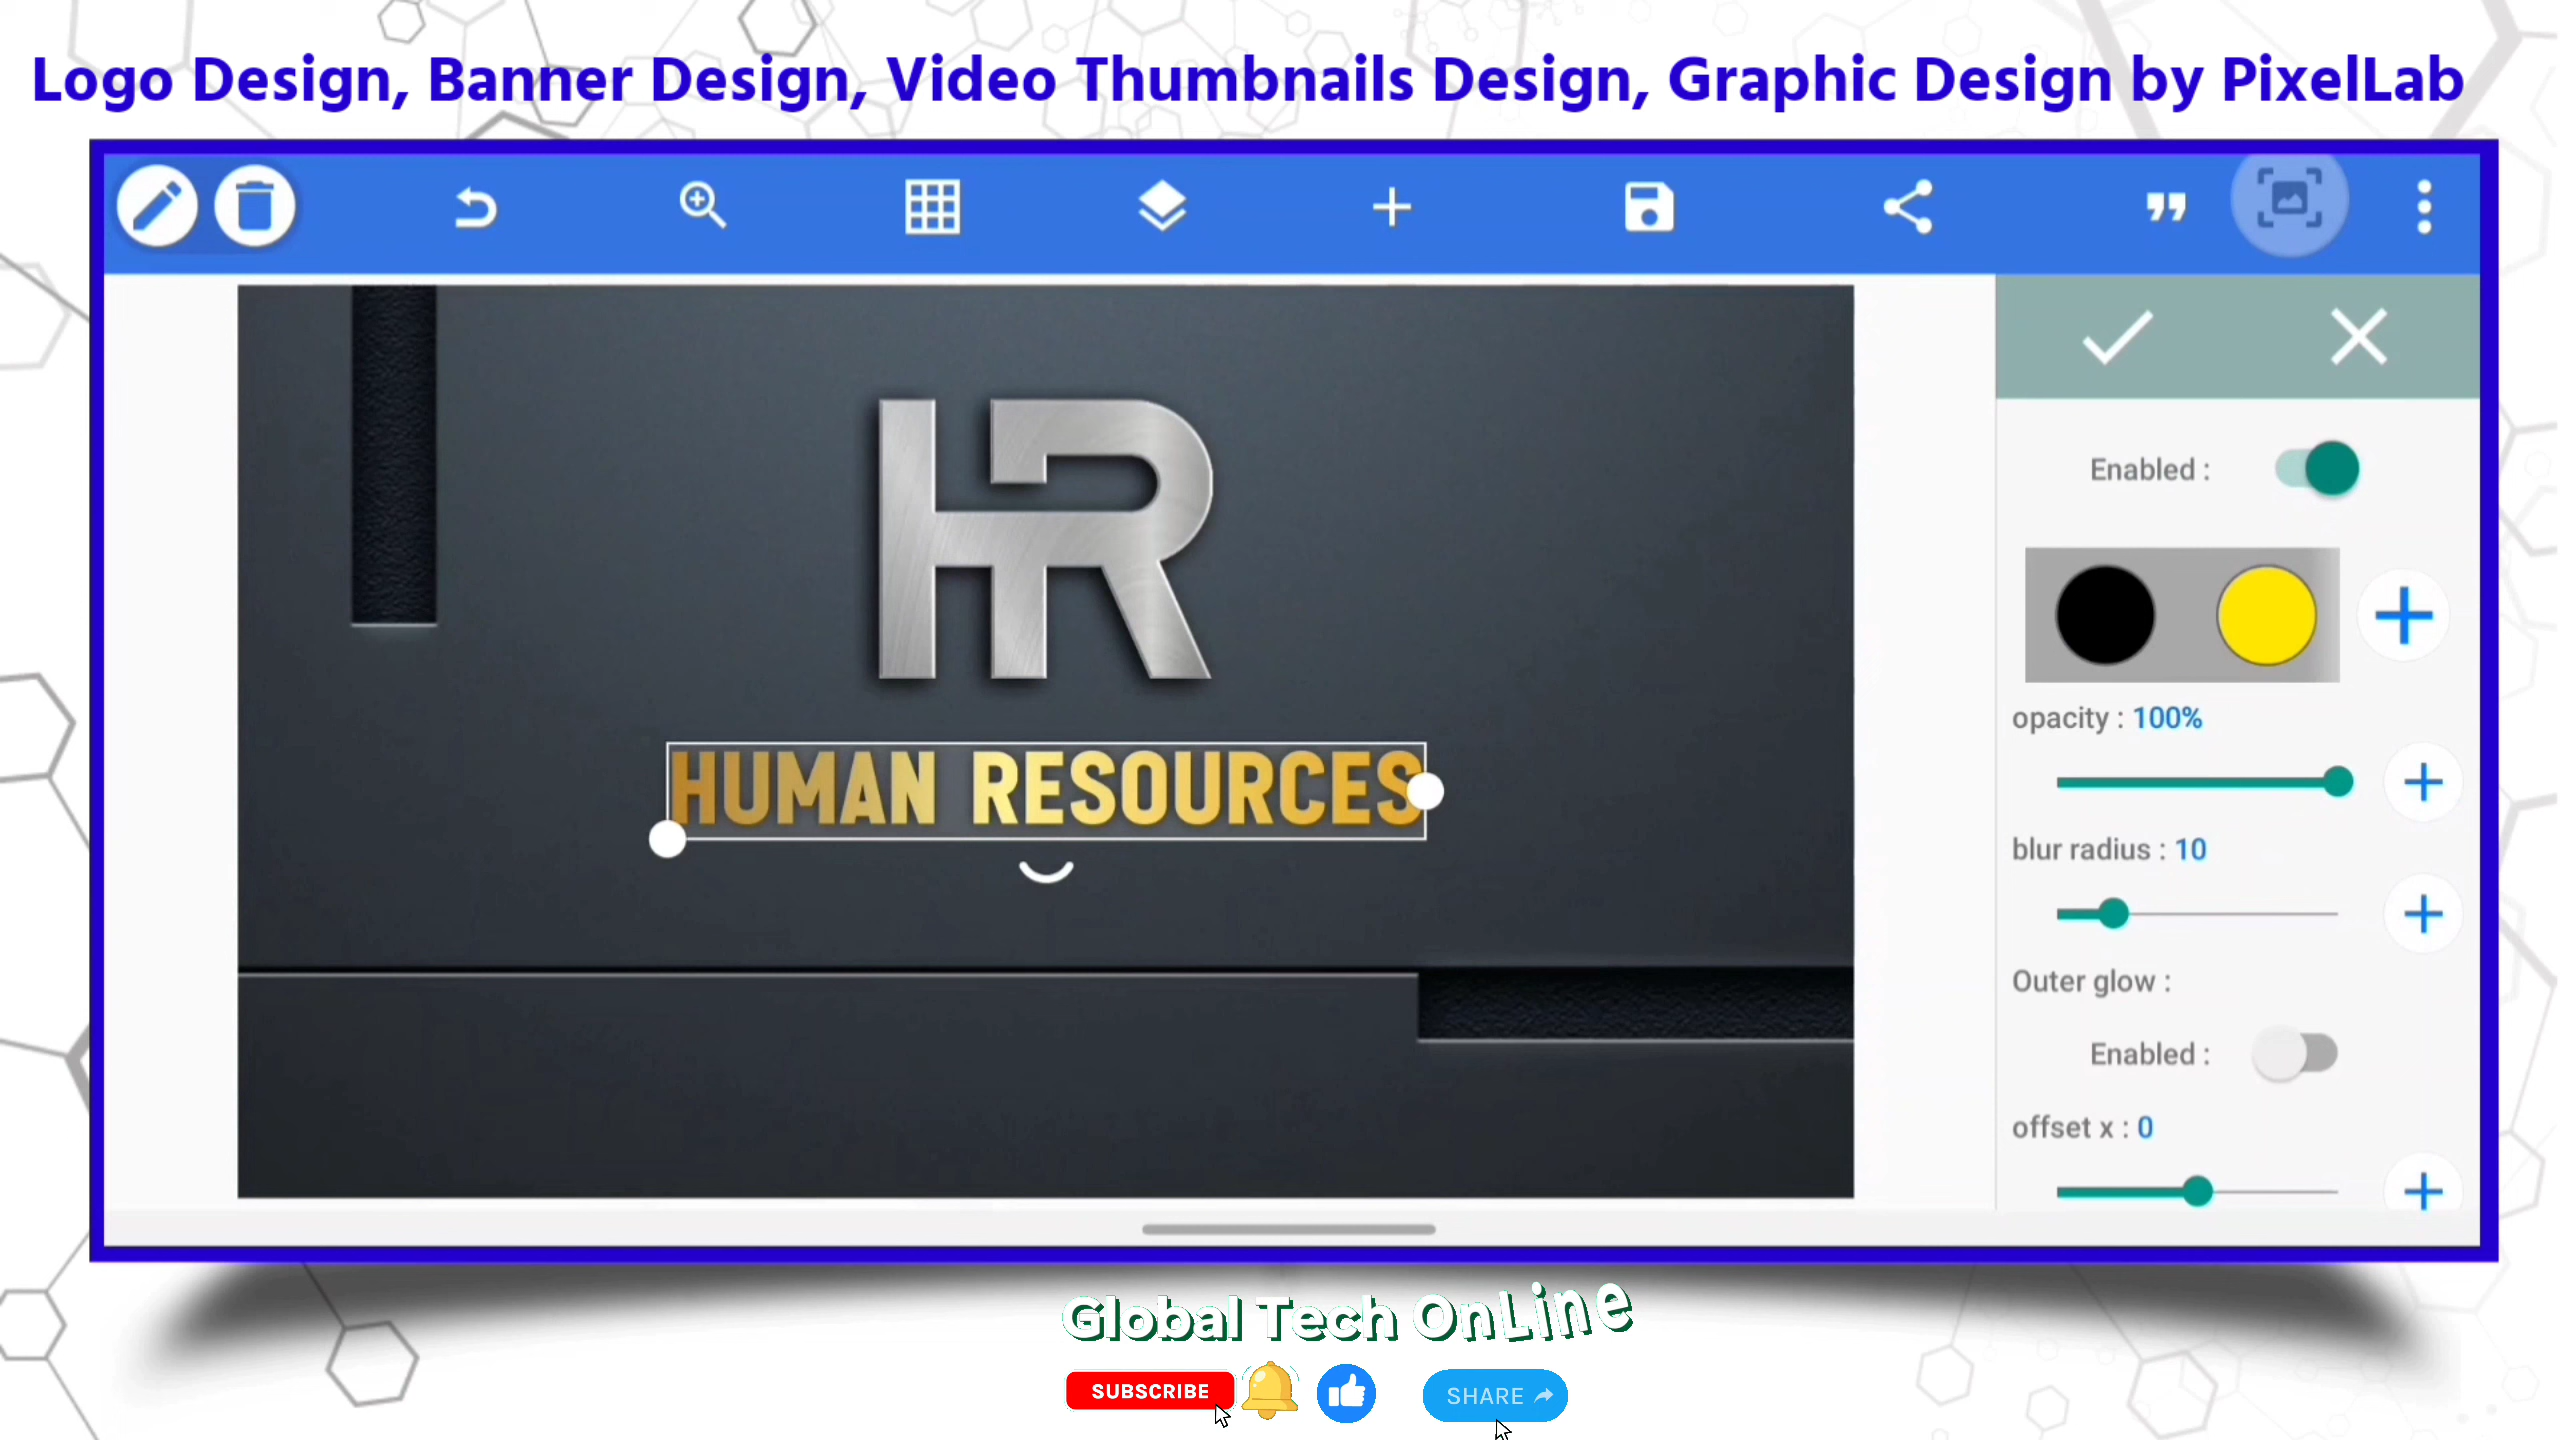 Logo Design, Banner Design, Video Thumbnails Design, Graphic Design by PixelLab
HR
HUMAN RESOURCES
Enabled :
opacity : 100%
blur radius : 10
Outer glow :
Enabled :
offset x : 0
Global Tech OnLine
SUBSCRIBE
SHARE